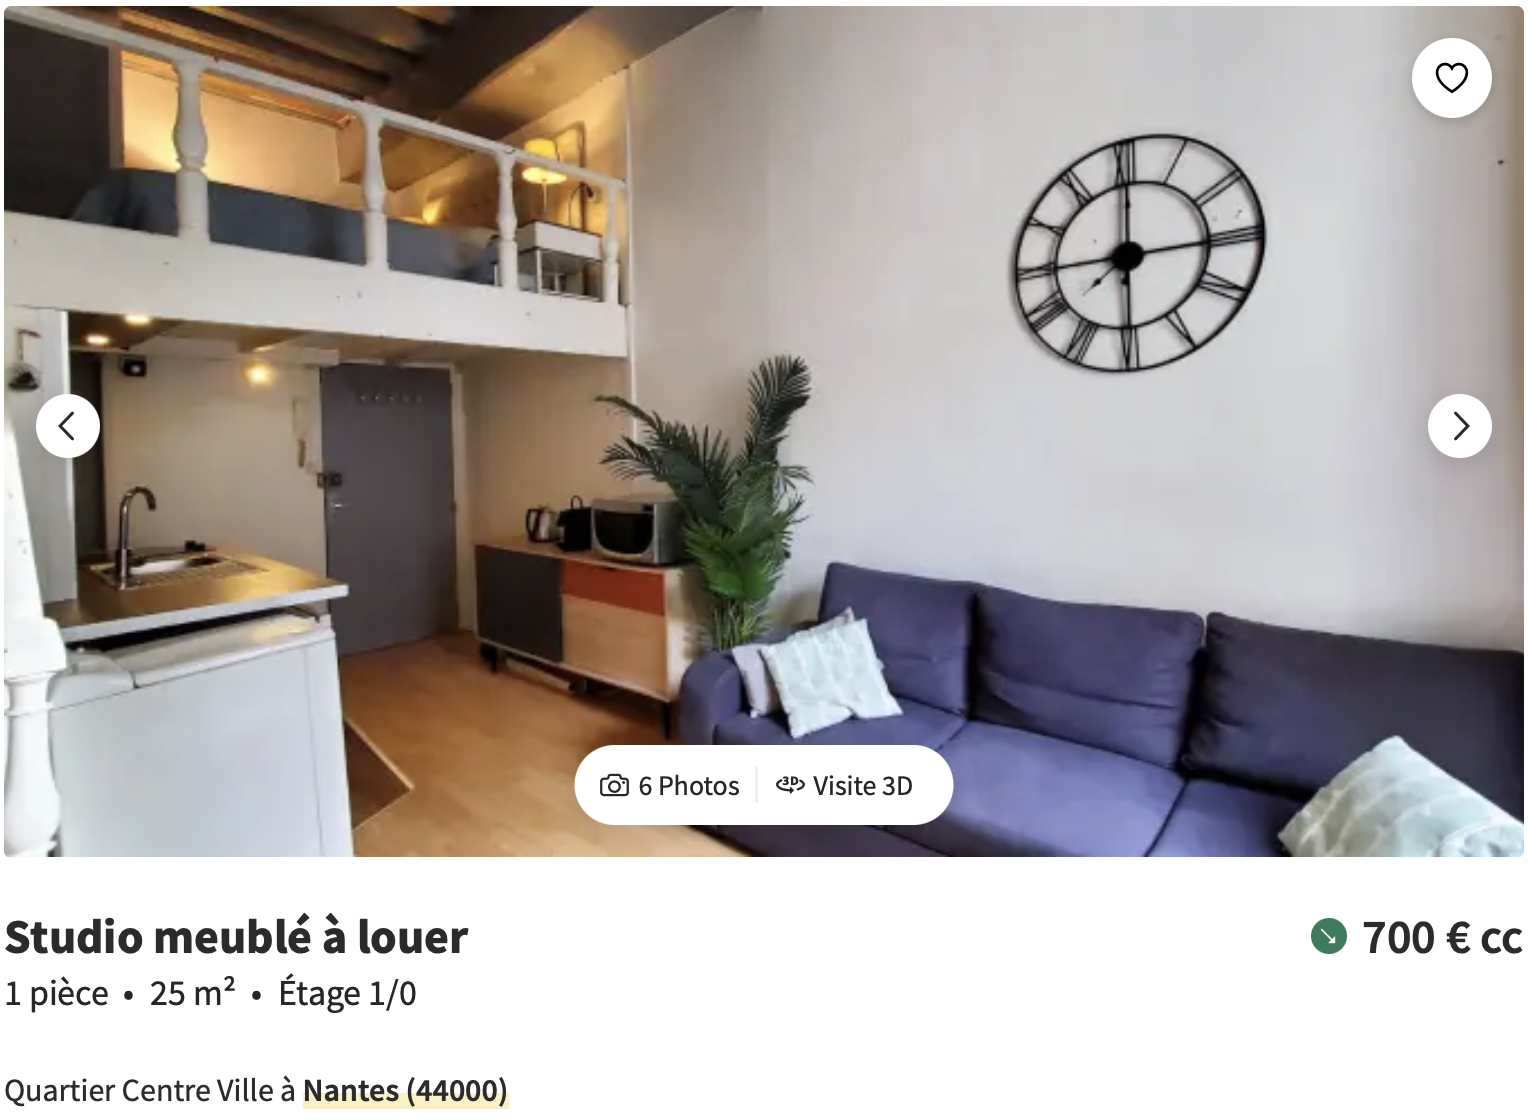 6 Photos
3D Visite 3D
Studio meublé à louer
700 € cc
1 pièce • 25 m² • Étage 1/0
Quartier Centre Ville à Nantes (44000)